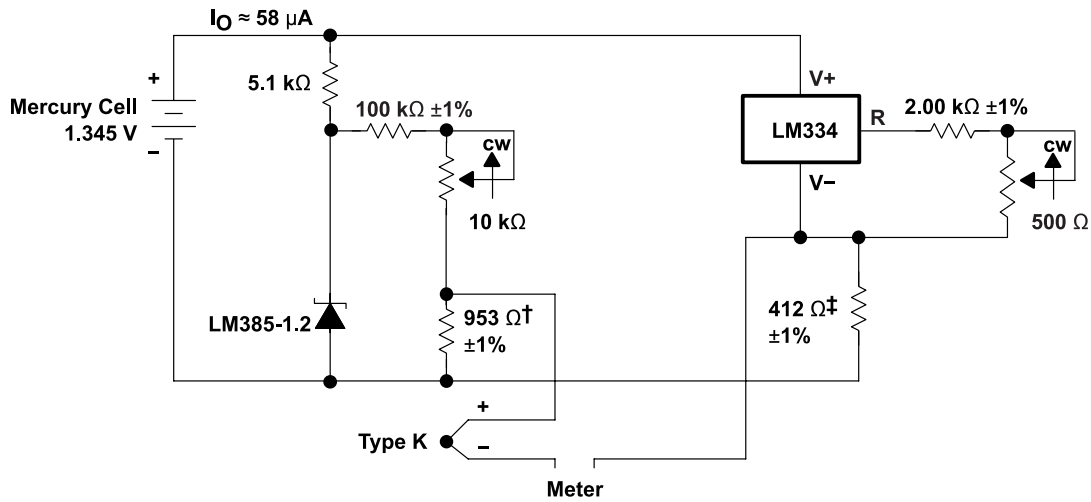 IO ≈ 58 µA
+
Mercury Cell
1.345 V
−
5.1 kΩ
100 kΩ ±1%
cw
10 kΩ
LM385-1.2
953 Ω†
±1%
V+
LM334
R
V−
2.00 kΩ ±1%
cw
500 Ω
412 Ω‡
±1%
+
Type K
−
Meter